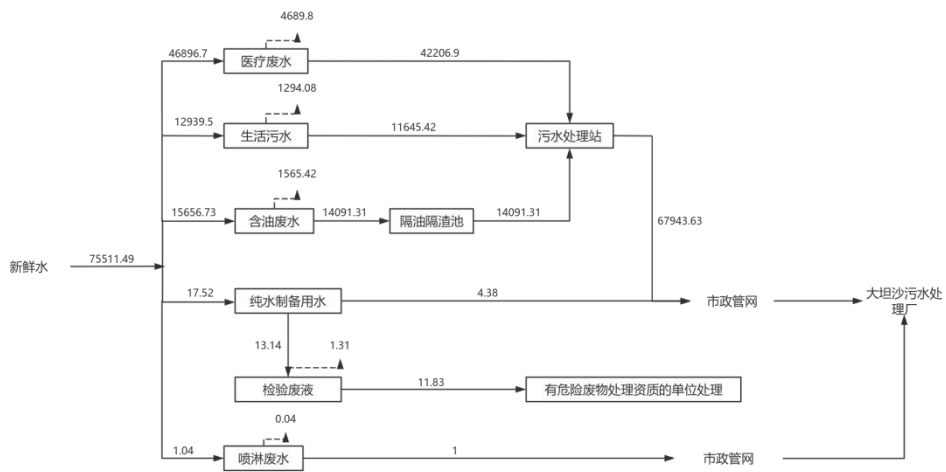 4689.8
46896.7
医疗废水
42206.9
1294.08
12939.5
生活污水
11645.42
污水处理站
1565.42
15656.73
含油废水
14091.31
隔油隔渣池
14091.31
67943.63
新鲜水
75511.49
17.52
纯水制备用水
4.38
市政管网
大坦沙污水处
理厂
13.14
1.31
检验废液
11.83
有危险废物处理资质的单位处理
0.04
1.04
喷淋废水
1
市政管网